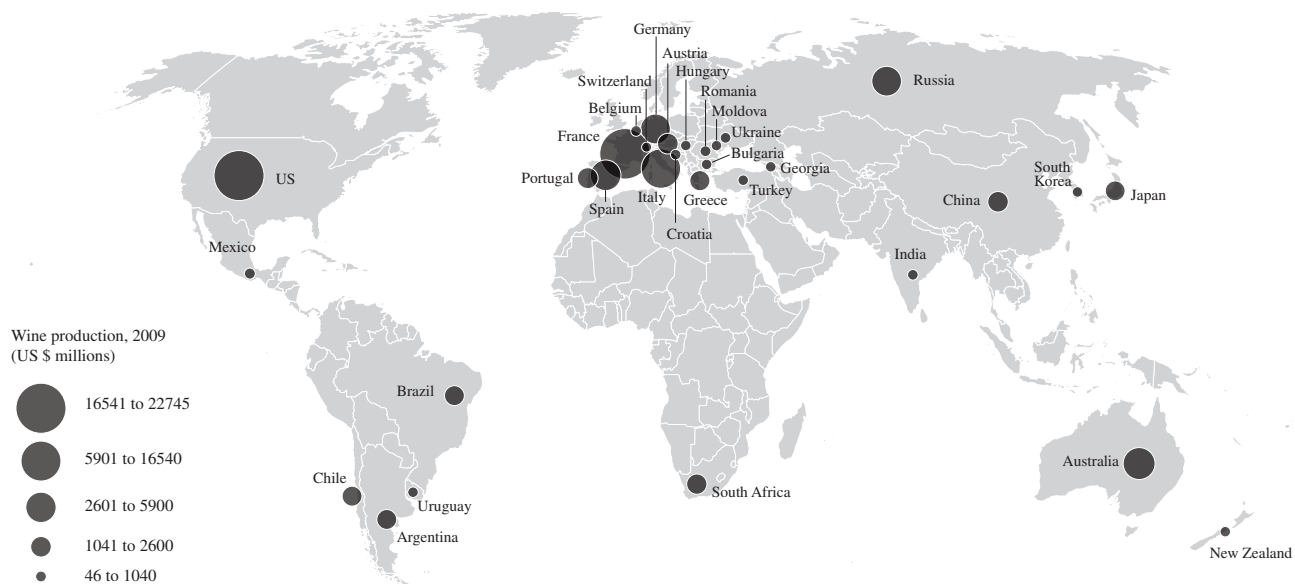 Germany
Austria
Hungary
Switzerland
Romania
Belgium
Moldova
France
Ukraine
Bulgaria
Georgia
Portugal
Turkey
Spain
Italy
Greece
Croatia
Russia
US
Mexico
South
Korea
China
Japan
India
Wine production, 2009
(US $ millions)
16541 to 22745
5901 to 16540
2601 to 5900
1041 to 2600
46 to 1040
Brazil
Chile
Uruguay
Argentina
South Africa
Australia
New Zealand